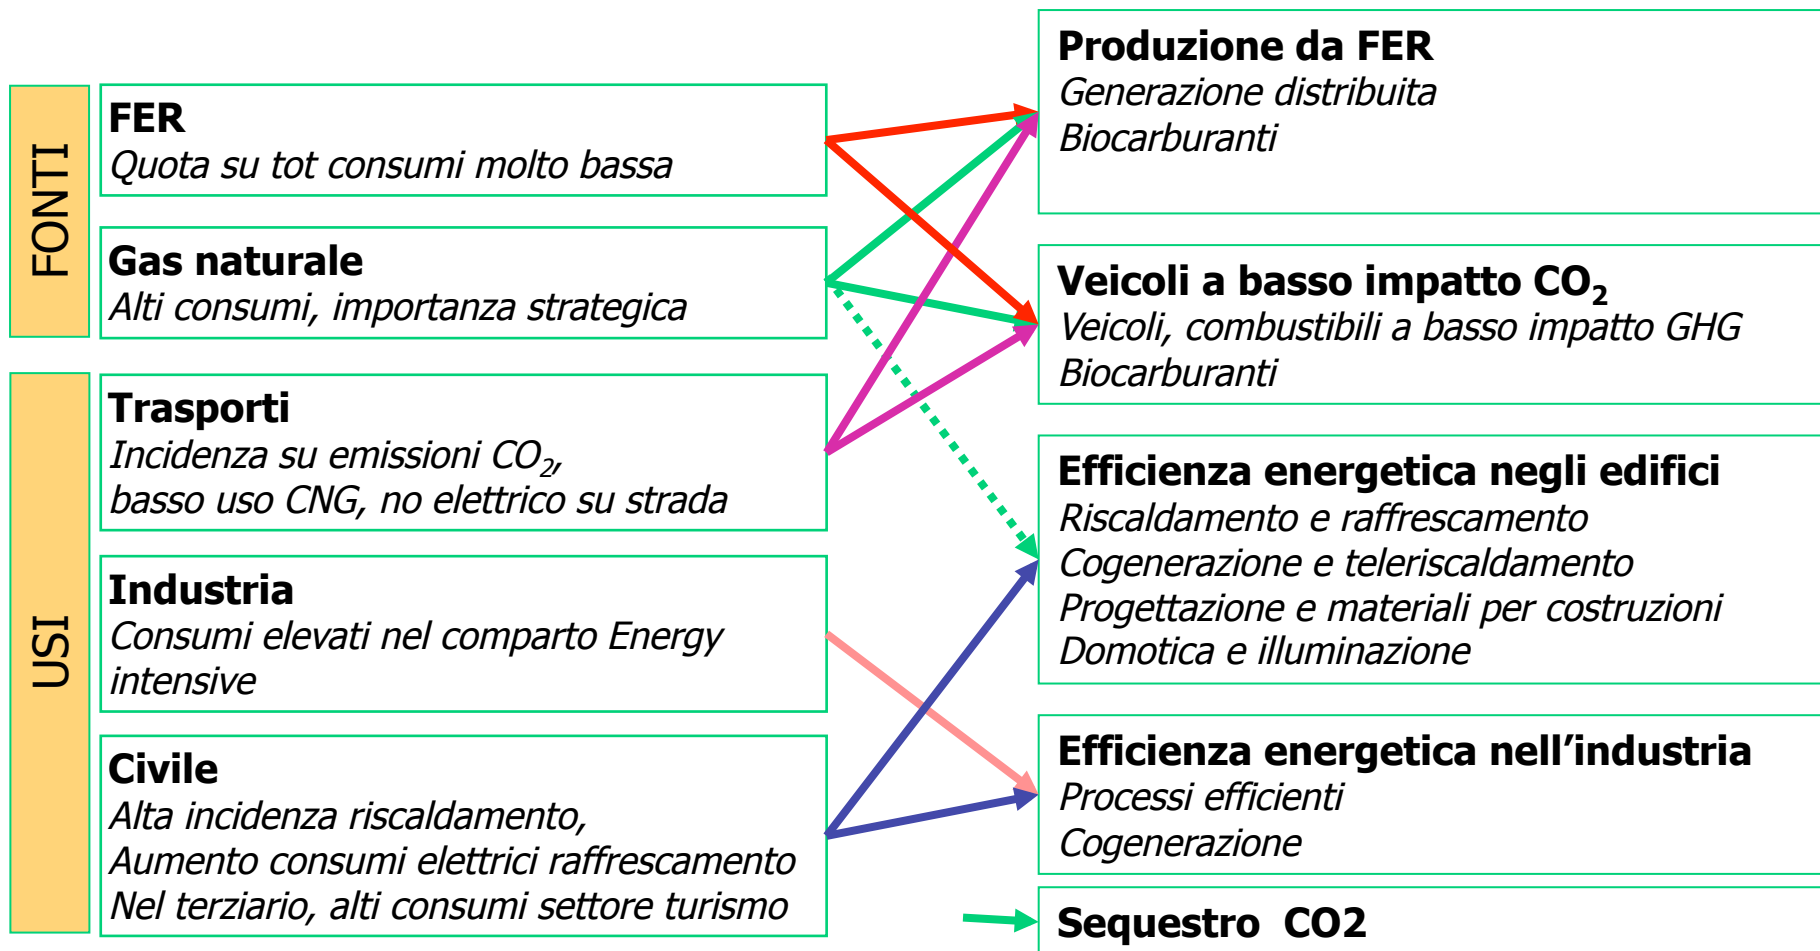 FONTI
FER
Quota su tot consumi molto bassa
Gas naturale
Alti consumi, importanza strategica
USI
Trasporti
Incidenza su emissioni CO₂,
basso uso CNG, no elettrico su strada
Industria
Consumi elevati nel comparto Energy
intensive
Civile
Alta incidenza riscaldamento,
Aumento consumi elettrici raffrescamento
Nel terziario, alti consumi settore turismo
Produzione da FER
Generazione distribuita
Biocarburanti
Veicoli a basso impatto CO₂
Veicoli, combustibili a basso impatto GHG
Biocarburanti
Efficienza energetica negli edifici
Riscaldamento e raffrescamento
Cogenerazione e teleriscaldamento
Progettazione e materiali per costruzioni
Domotica e illuminazione
Efficienza energetica nell’industria
Processi efficienti
Cogenerazione
Sequestro CO2